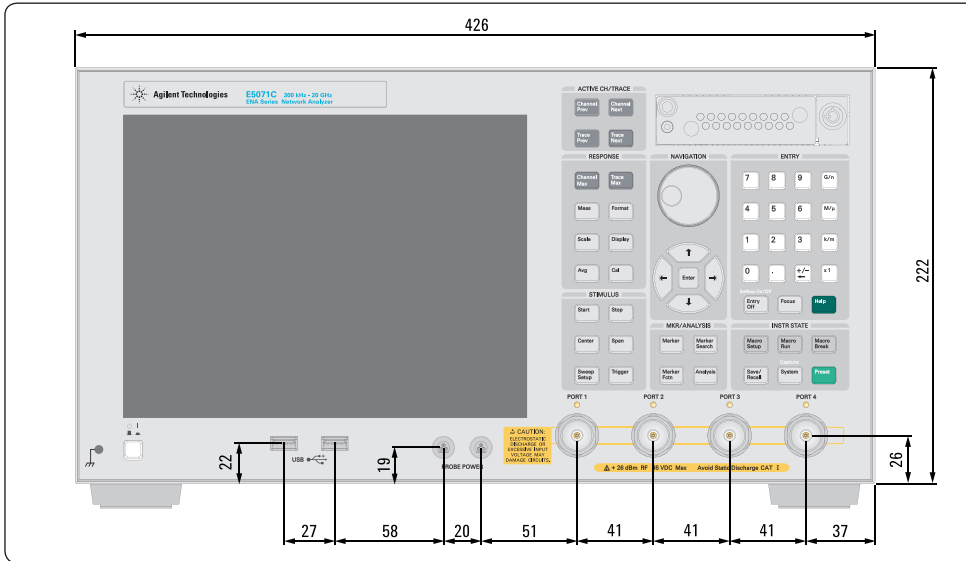 426
Agilent Technologies
E5071C 300 kHz - 20 GHz
ENA Series Network Analyzer
ACTIVE CH/TRACE
Channel Prev
Channel Next
Trace Prev
Trace Next
RESPONSE
Channel Max
Trace Max
Meas
Format
Scale
Display
Avg
Cal
STIMULUS
Start
Stop
Center
Span
Sweep Setup
Trigger
NAVIGATION
Enter
MKR/ANALYSIS
Marker
Marker Search
Marker Fctn
Analysis
ENTRY
7 8 9 G/n
4 5 6 M/µ
1 2 3 k/m
0 . +/- x1
Entry Off
Focus
Help
INSTR STATE
Macro Setup
Macro Run
Macro Break
Capture
Save/ Recall
System
Preset
222
PORT 1
PORT 2
PORT 3
PORT 4
⚠ CAUTION:
ELECTROSTATIC
DISCHARGE OR
EXCESSIVE INPUT
VOLTAGE MAY
DAMAGE CIRCUITS.
USB
PROBE POWER
⚠ + 26 dBm RF 35 VDC Max Avoid Static Discharge CAT I
22
19
26
27
58
20
51
41
41
41
37